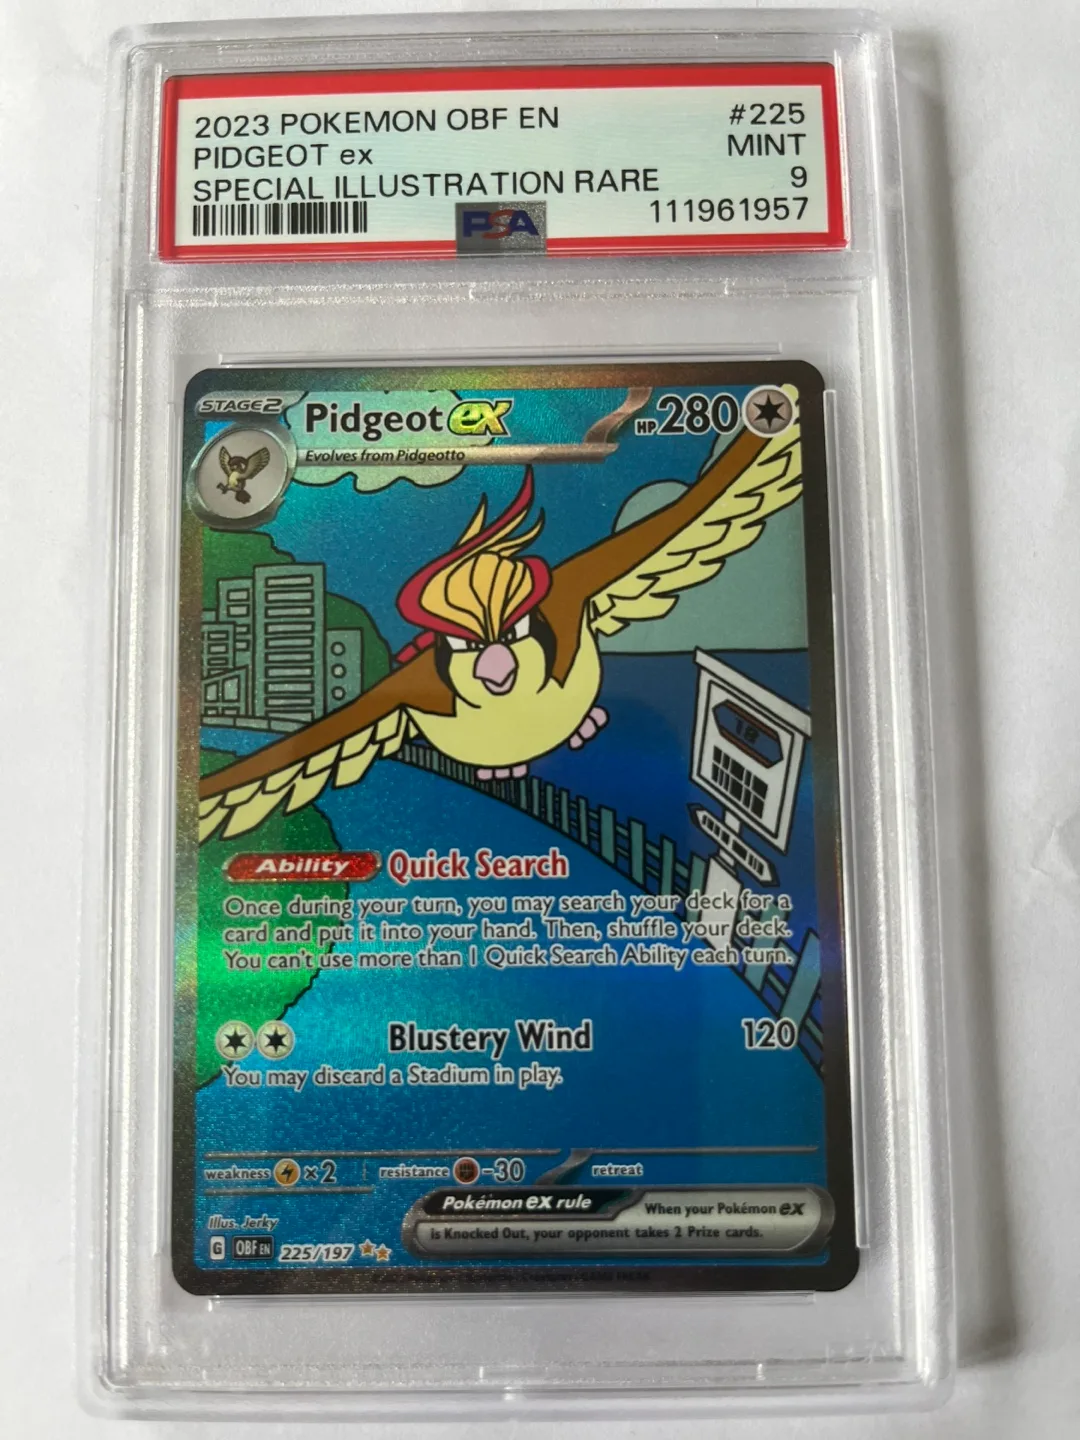 2023 POKEMON OBF EN #225
PIDGEOT ex MINT
SPECIAL ILLUSTRATION RARE 9
111961957
PSA
STAGE2 Pidgeot ex HP280
Evolves from Pidgeotto
18
Ability Quick Search
Once during your turn, you may search your deck for a
card and put it into your hand. Then, shuffle your deck.
You can't use more than 1 Quick Search Ability each turn.
Blustery Wind 120
You may discard a Stadium in play.
weakness ×2 resistance -30 retreat
Pokémon ex rule When your Pokémon ex
is Knocked Out, your opponent takes 2 Prize cards.
Illus. Jerky
G OBF EN 225/197